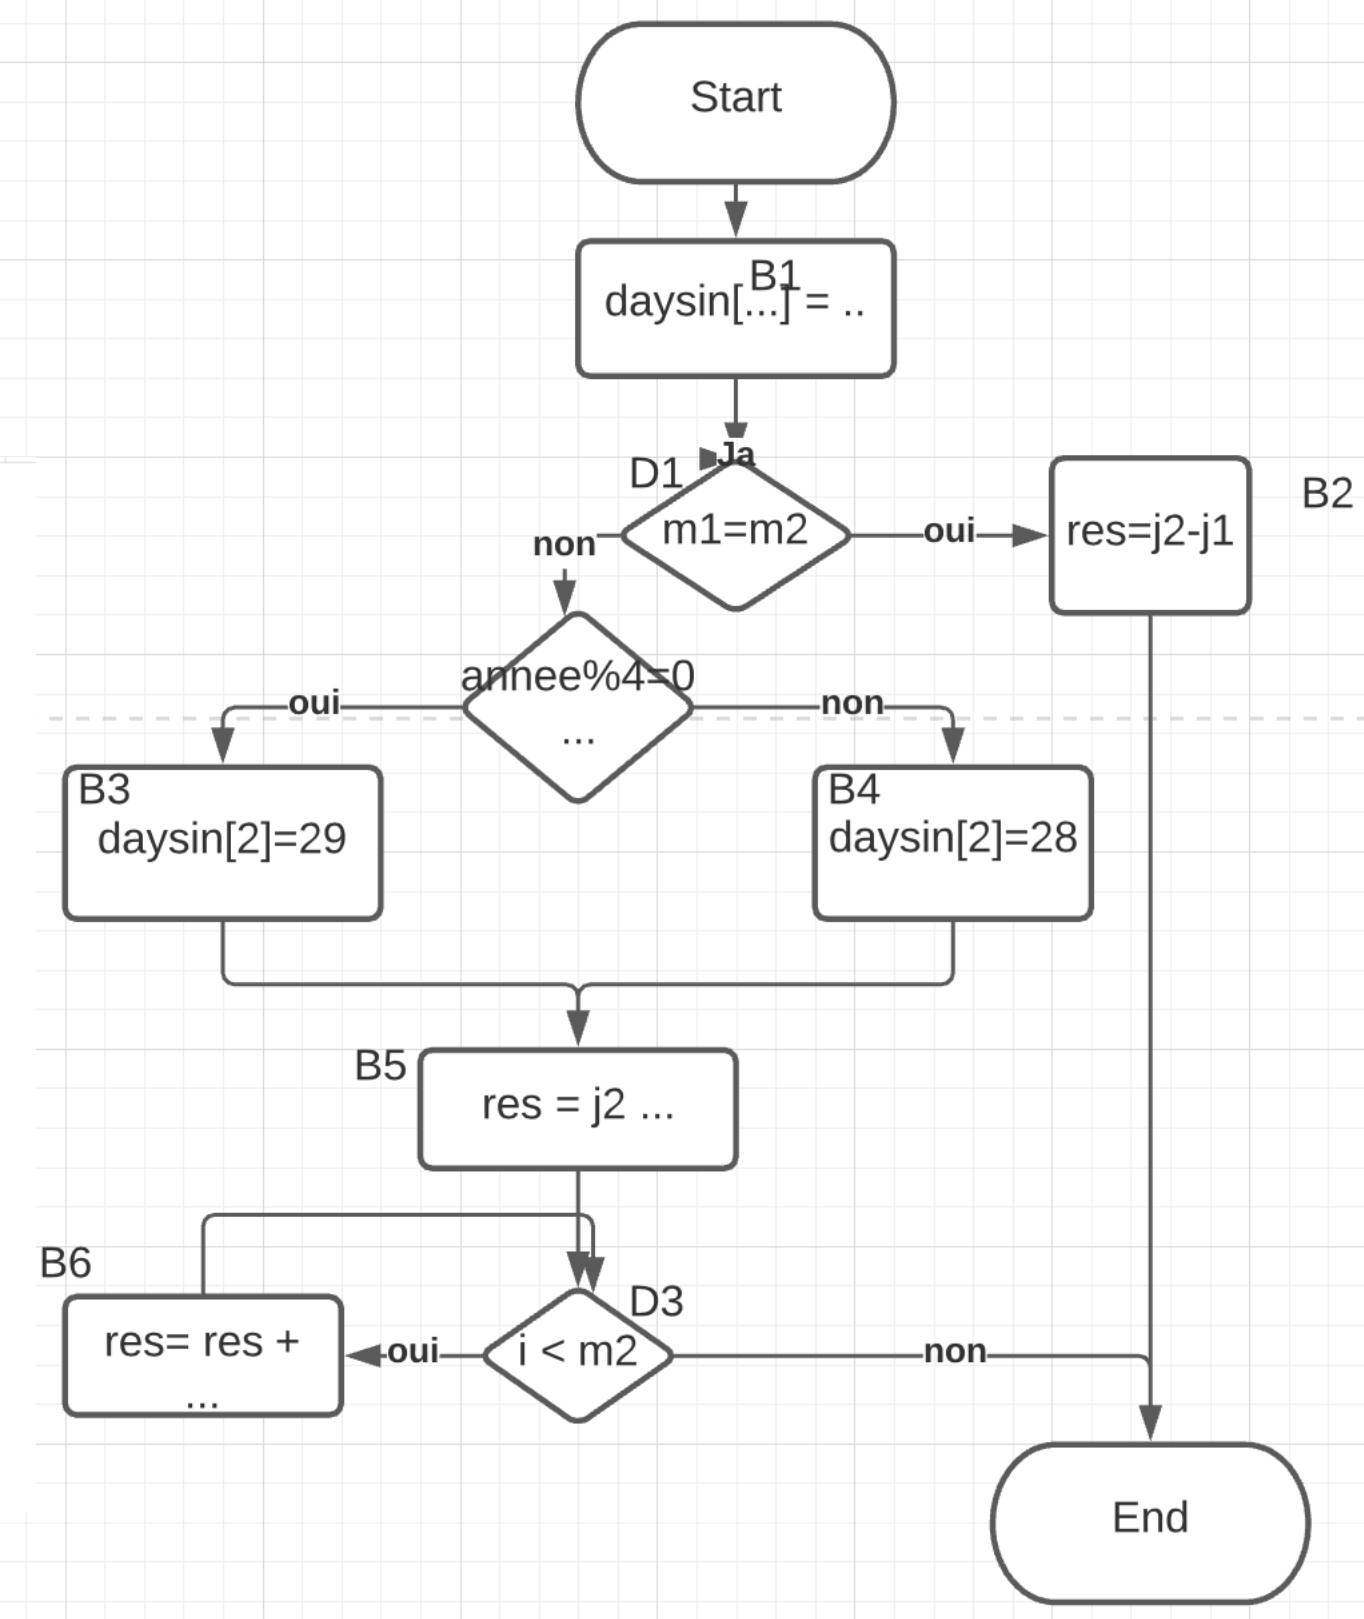 Start
B1
daysin[...] = ..
Ja
D1
m1=m2
non
oui
res=j2-j1
B2
annee%4=0
...
oui
non
B3
daysin[2]=29
B4
daysin[2]=28
B5
res = j2 ...
B6
D3
res= res +
...
oui
i < m2
non
End